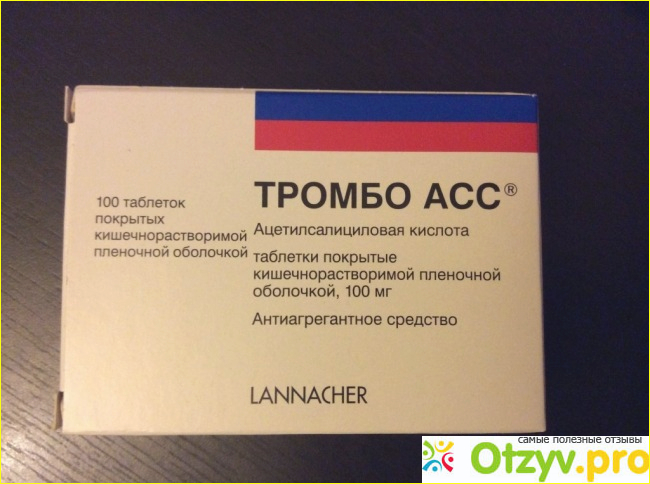 100 таблеток
покрытых
кишечнорастворимой
пленочной оболочкой
ТРОМБО АСС®
Ацетилсалициловая кислота
таблетки покрытые
кишечнорастворимой пленочной
оболочкой, 100 мг
Антиагрегантное средство
LANNACHER
самые полезные отзывы
Otzyv.pro